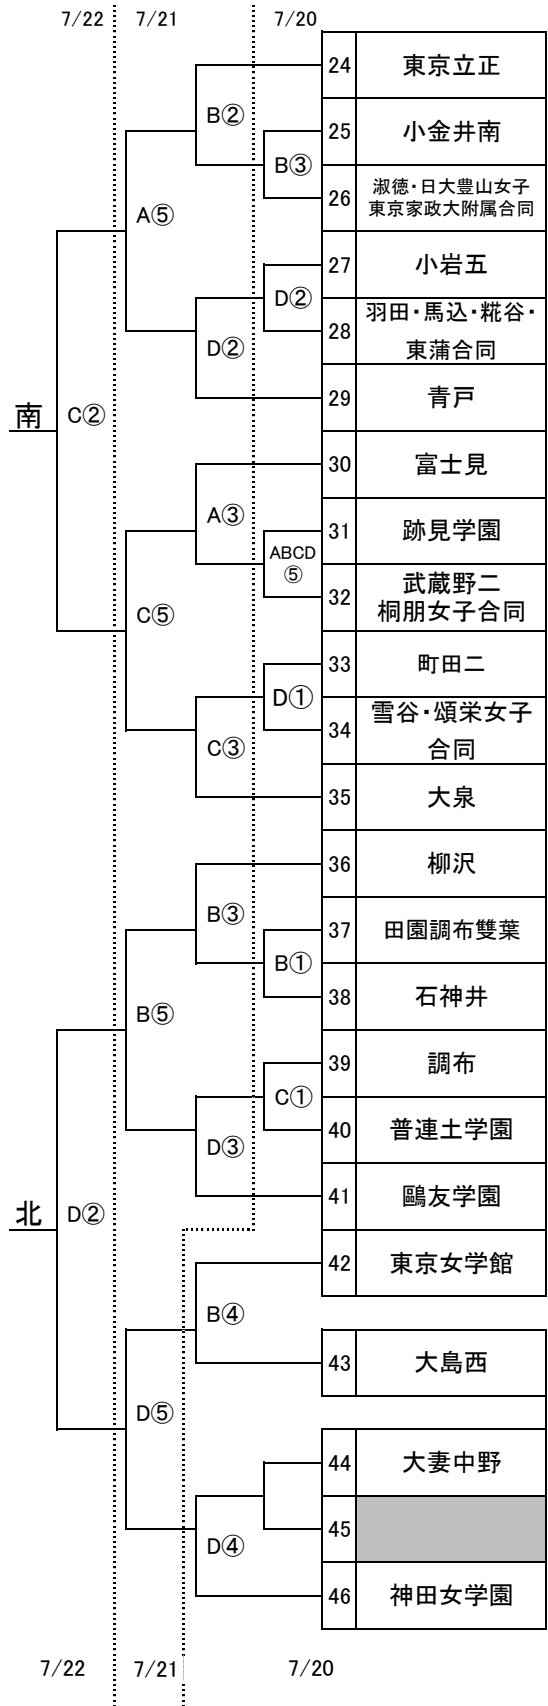 7/22 7/21 7/20
24 東京立正
B②
25 小金井南
B③
26 淑徳・日大豊山女子
東京家政大附属合同
A⑤
27 小岩五
D②
28 羽田・馬込・糀谷・
東蒲合同
D②
29 青戸
南 C②
30 富士見
A③
31 跡見学園
ABCD
⑤
32 武蔵野二
桐朋女子合同
C⑤
33 町田二
D①
34 雪谷・頌栄女子
合同
C③
35 大泉
36 柳沢
B③
37 田園調布雙葉
B①
38 石神井
B⑤
39 調布
C①
40 普連土学園
D③
41 鷗友学園
北 D②
42 東京女学館
B④
43 大島西
D⑤
44 大妻中野
45
D④
46 神田女学園
7/22 7/21 7/20